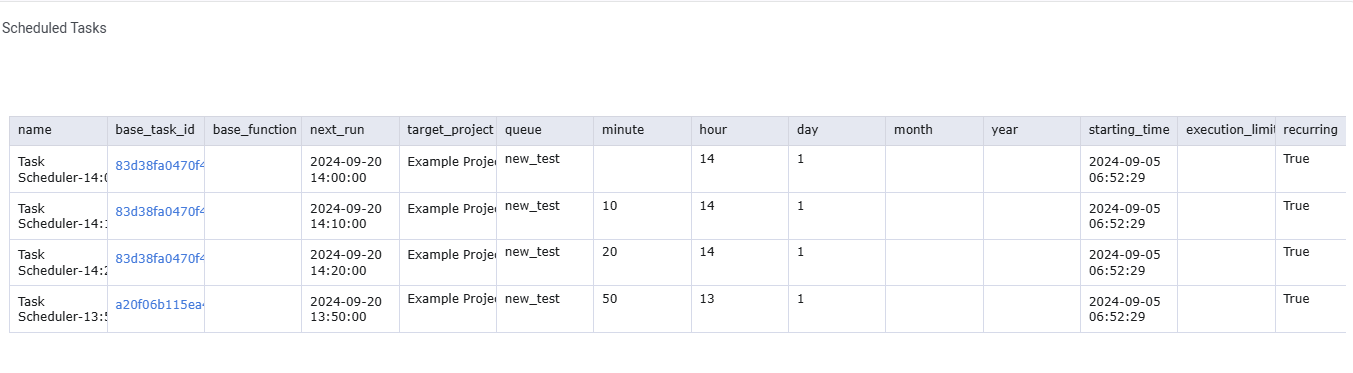 Scheduled Tasks
name base_task_id base_function next_run target_project queue minute hour day month year starting_time execution_limit recurring
Task 2024-09-20 Example Proje new_test 14 1 2024-09-05 True
Scheduler-14:0 83d38fa0470f4 14:00:00 06:52:29
Task 2024-09-20 Example Proje new_test 10 14 1 2024-09-05 True
Scheduler-14:1 83d38fa0470f4 14:10:00 06:52:29
Task 2024-09-20 Example Proje new_test 20 14 1 2024-09-05 True
Scheduler-14:2 83d38fa0470f4 14:20:00 06:52:29
Task 2024-09-20 Example Proje new_test 50 13 1 2024-09-05 True
Scheduler-13:5 a20f06b115ea4 13:50:00 06:52:29